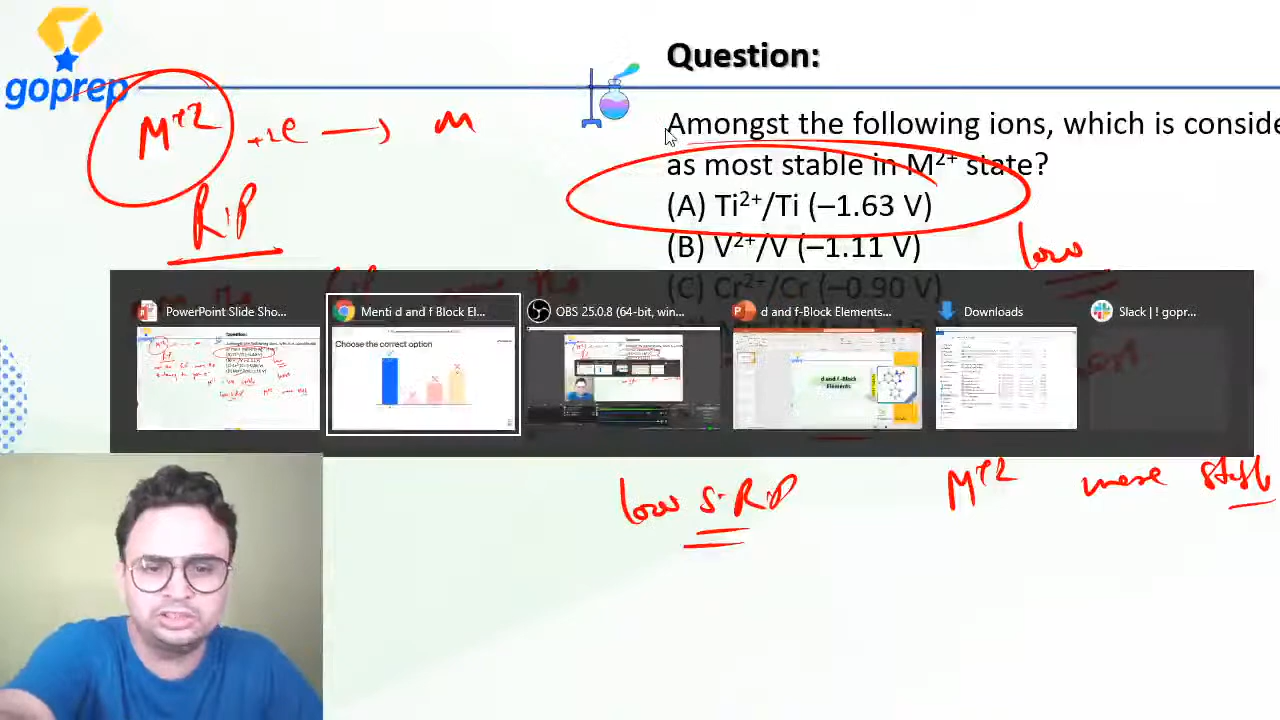 goprep
Question:
M+2 +2e → M
Amongst the following ions, which is conside
as most stable in M2+ state?
R.P
(A) Ti2+/Ti (–1.63 V)
(B) V2+/V (–1.11 V)
low
(C) Cr2+/Cr (–0.90 V)
PowerPoint Slide Sho...
Menti d and f Block El...
OBS 25.0.8 (64-bit, win...
d and f-Block Elements...
Downloads
Slack | ! gopr...
Choose the correct option
d and f-Block
Elements
low S.R.P
M+2 more stab